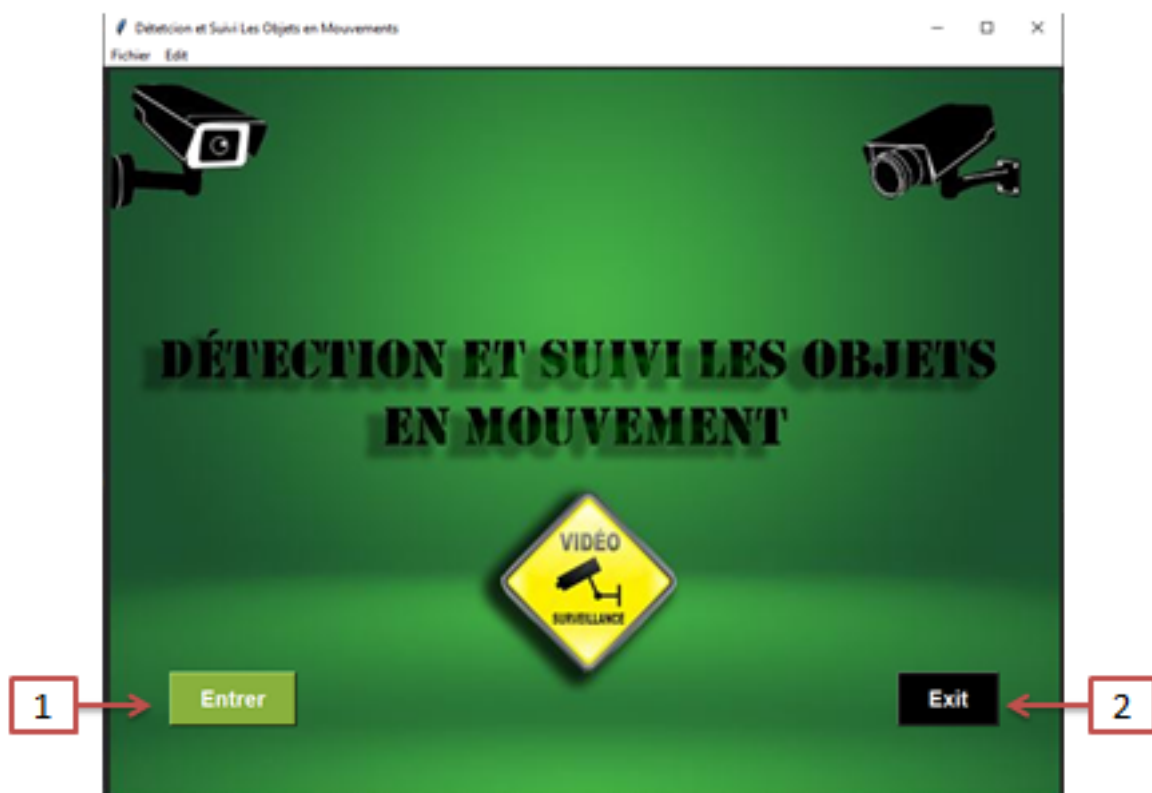 Détetcion et Suivi Les Objets en Mouvements
Fichier Edit
DÉTECTION ET SUIVI LES OBJETS
EN MOUVEMENT
VIDÉO
SURVEILLANCE
1
Entrer
Exit
2